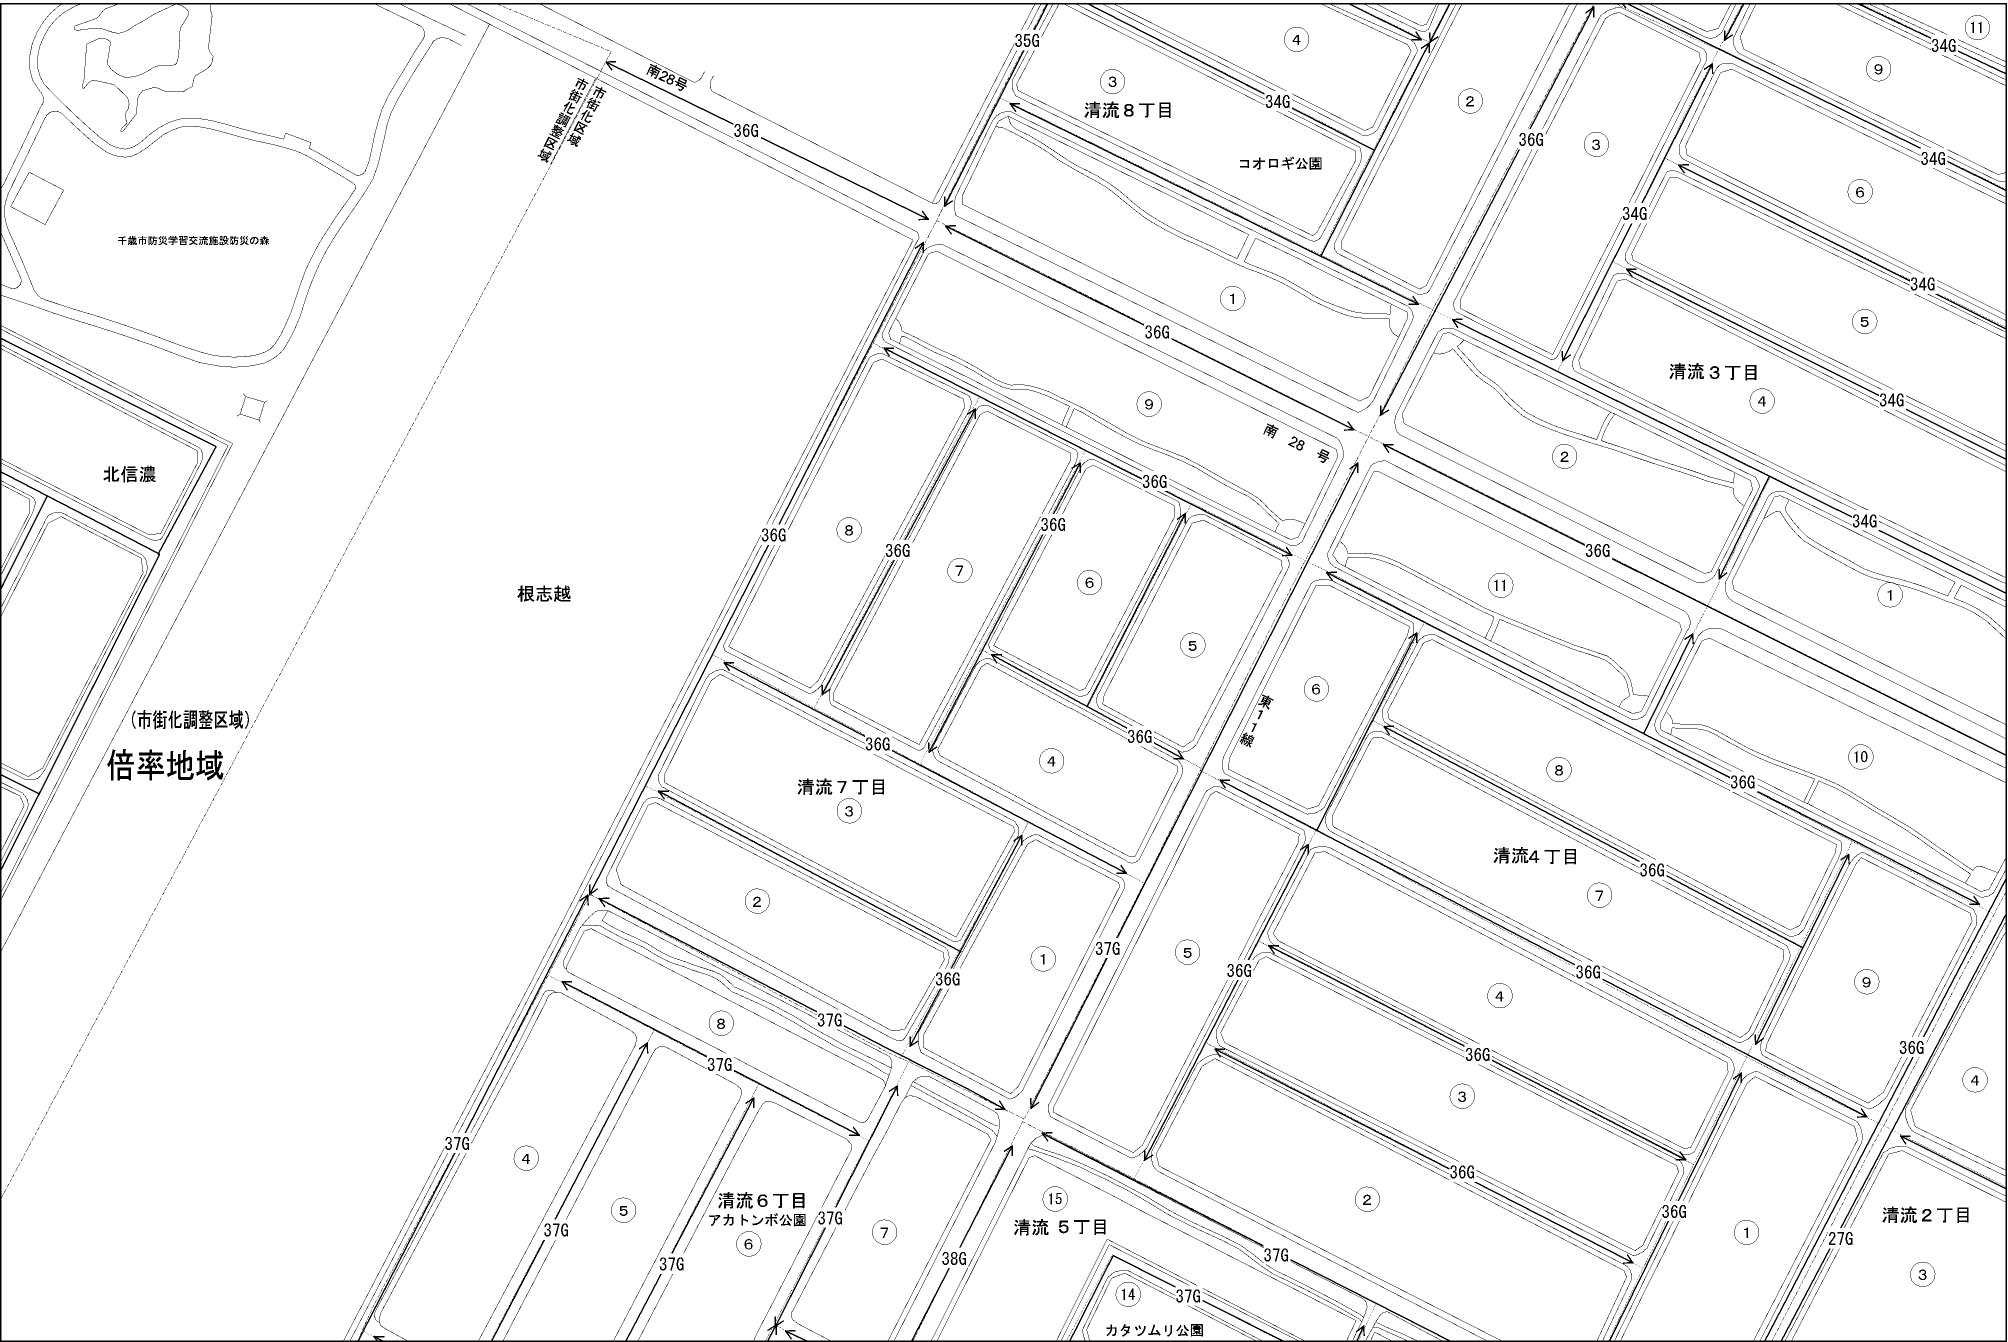 35G
④
⑪
34G
南28号
市街化区域
市街化調整区域
③
清流８丁目
34G
②
⑨
36G
36G
③
34G
コオロギ公園
⑥
34G
千歳市防災学習交流施設防災の森
①
34G
36G
⑤
清流３丁目
④
34G
⑨
南 28 号
②
北信濃
36G
⑧
36G
36G
36G
36G
⑦
⑥
36G
34G
⑪
①
根志越
⑤
⑥
東11線
（市街化調整区域）
倍率地域
36G
36G
④
⑧
36G
⑩
清流７丁目
③
清流４丁目
36G
⑦
②
①
37G
⑤
36G
36G
36G
④
⑨
⑧
37G
37G
36G
③
36G
④
37G
④
⑤
清流６丁目
アカトンボ公園
⑥
37G
37G
37G
⑦
38G
⑮
清流 ５丁目
37G
36G
②
36G
①
27G
清流２丁目
③
⑭
37G
カタツムリ公園